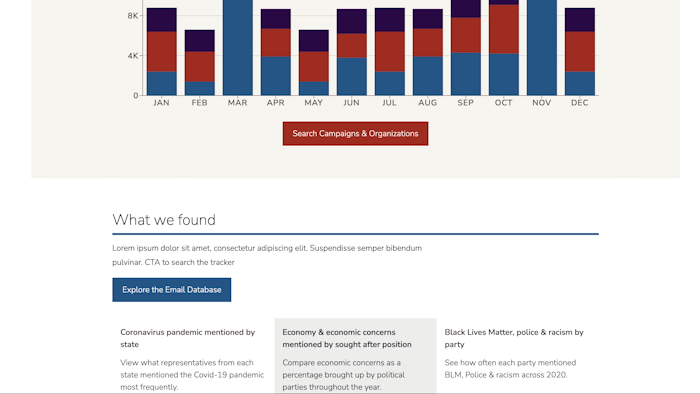 8K
4K
0
JAN FEB MAR APR MAY JUN JUL AUG SEP OCT NOV DEC
Search Campaigns & Organizations
What we found
Lorem ipsum dolor sit amet, consectetur adipiscing elit. Suspendisse semper bibendum
pulvinar. CTA to search the tracker
Explore the Email Database
Coronavirus pandemic mentioned by
state
View what representatives from each
state mentioned the Covid-19 pandemic
most frequently.
Economy & economic concerns
mentioned by sought after position
Compare economic concerns as a
percentage brought up by political
parties throughout the year.
Black Lives Matter, police & racism by
party
See how often each party mentioned
BLM, Police & racism across 2020.